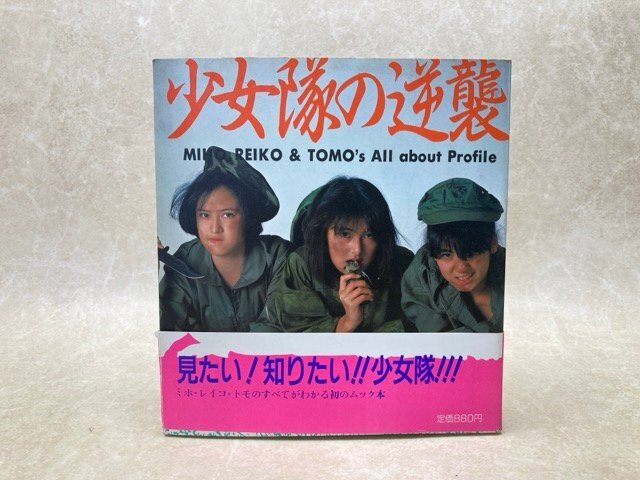 少女隊の逆襲
MIHO, REIKO & TOMO's All about Profile
見たい!知りたい!!少女隊!!!
ミホ・レイコ・トモのすべてがわかる初のムック本
定価880円